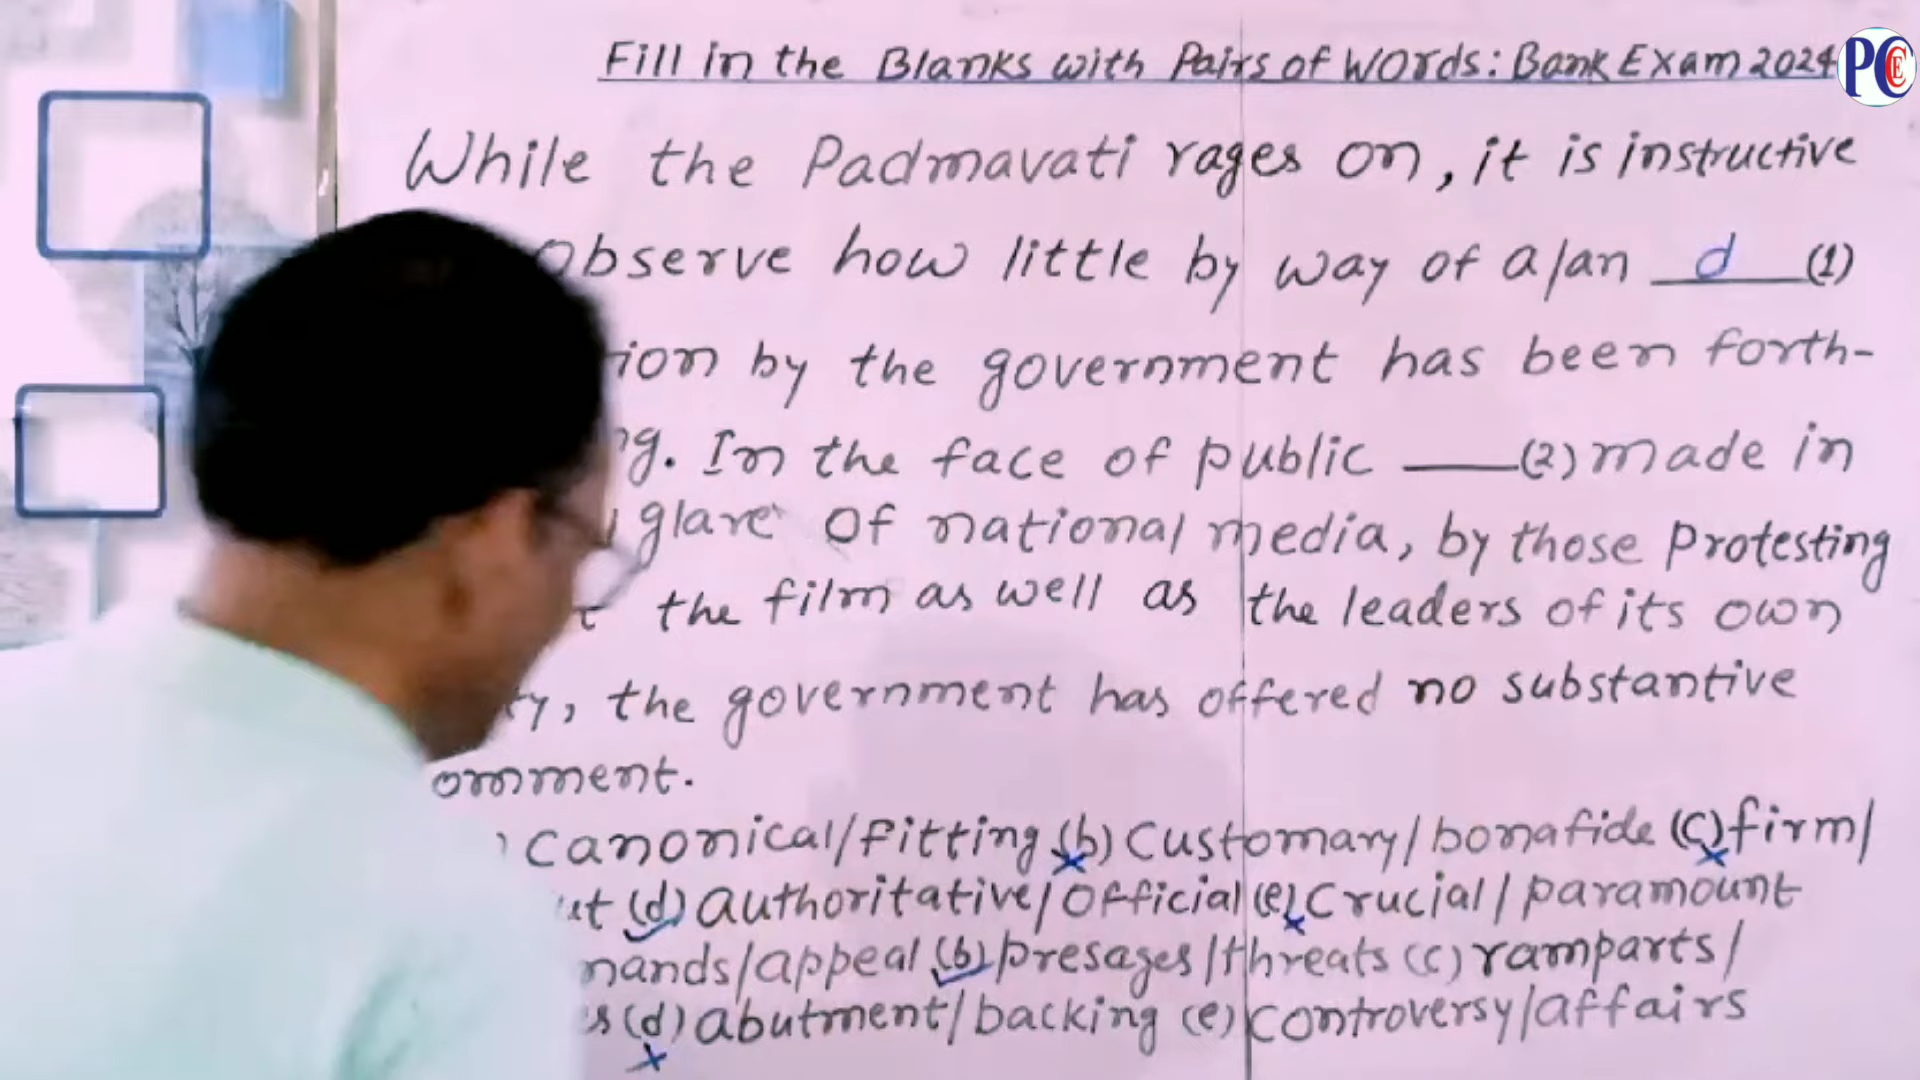 Fill in the Blanks with Pairs of Words: Bank Exam 2024
PCEC
While the Padmavati rages on, it is instructive
observe how little by way of a/an d (1)
by the government has been forth-
In the face of public ____(2) made in
glare of national media, by those protesting
the film as well as the leaders of its own
the government has offered no substantive
omment.
canonical/fitting (b) customary/bonafide (c) firm/
(d) authoritative/official (e) crucial/paramount
mands/appeal (b) presages/threats (c) ramparts/
(d) abutment/backing (e) controversy/affairs